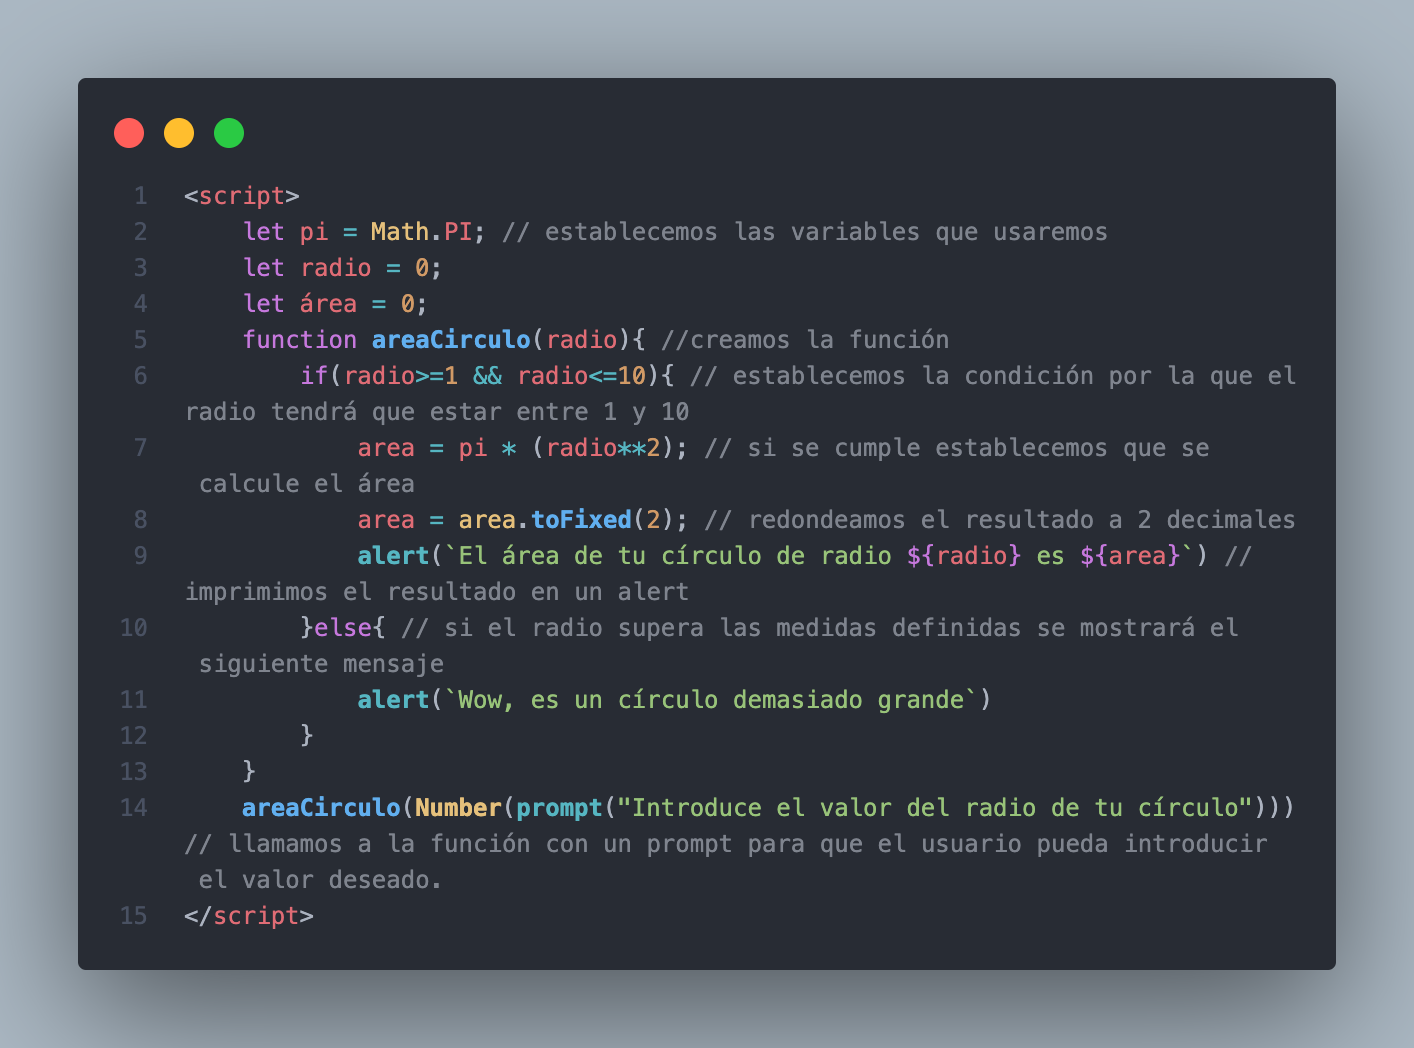 1 <script>
2     let pi = Math.PI; // establecemos las variables que usaremos
3     let radio = 0;
4     let área = 0;
5     function areaCirculo(radio){ //creamos la función
6         if(radio>=1 && radio<=10){ // establecemos la condición por la que el
radio tendrá que estar entre 1 y 10
7             area = pi * (radio**2); // si se cumple establecemos que se
calcule el área
8             area = area.toFixed(2); // redondeamos el resultado a 2 decimales
9             alert(`El área de tu círculo de radio ${radio} es ${area}`) //
imprimimos el resultado en un alert
10         }else{ // si el radio supera las medidas definidas se mostrará el
siguiente mensaje
11             alert(`Wow, es un círculo demasiado grande`)
12         }
13     }
14     areaCirculo(Number(prompt("Introduce el valor del radio de tu círculo")))
// llamamos a la función con un prompt para que el usuario pueda introducir
el valor deseado.
15 </script>